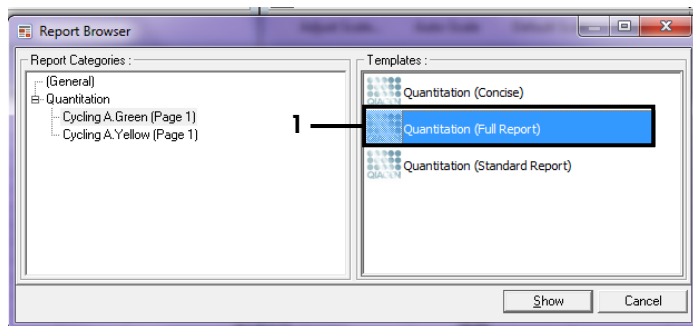 Report Browser
Report Categories :
(General)
Quantitation
Cycling A.Green (Page 1)
Cycling A.Yellow (Page 1)
1
Templates :
Quantitation (Concise)
Quantitation (Full Report)
Quantitation (Standard Report)
QIAGEN
Show
Cancel